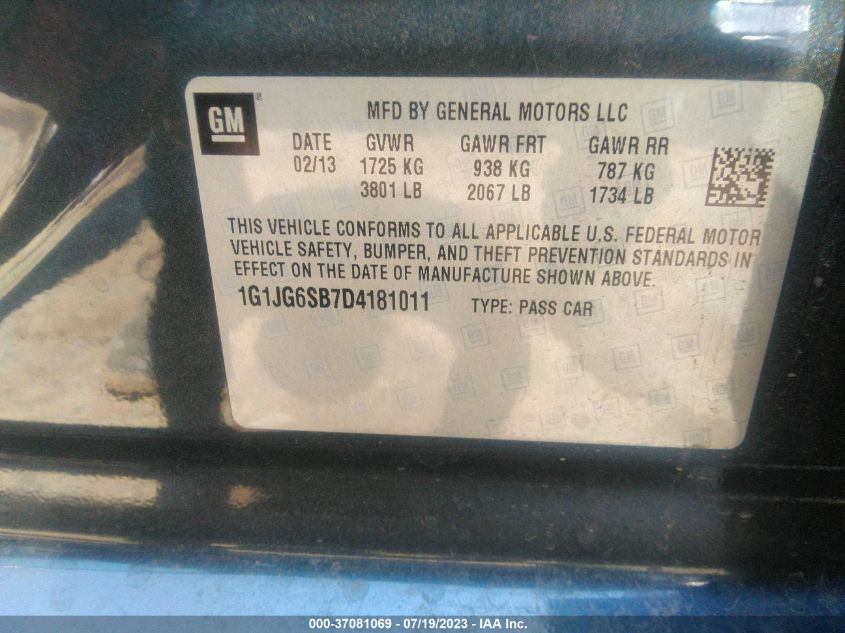 GM ®
MFD BY GENERAL MOTORS LLC
DATE GVWR GAWR FRT GAWR RR
02/13 1725 KG 938 KG 787 KG
3801 LB 2067 LB 1734 LB
THIS VEHICLE CONFORMS TO ALL APPLICABLE U.S. FEDERAL MOTOR
VEHICLE SAFETY, BUMPER, AND THEFT PREVENTION STANDARDS IN
EFFECT ON THE DATE OF MANUFACTURE SHOWN ABOVE.
1G1JG6SB7D4181011 TYPE: PASS CAR
000-37081069 - 07/19/2023 - IAA Inc.